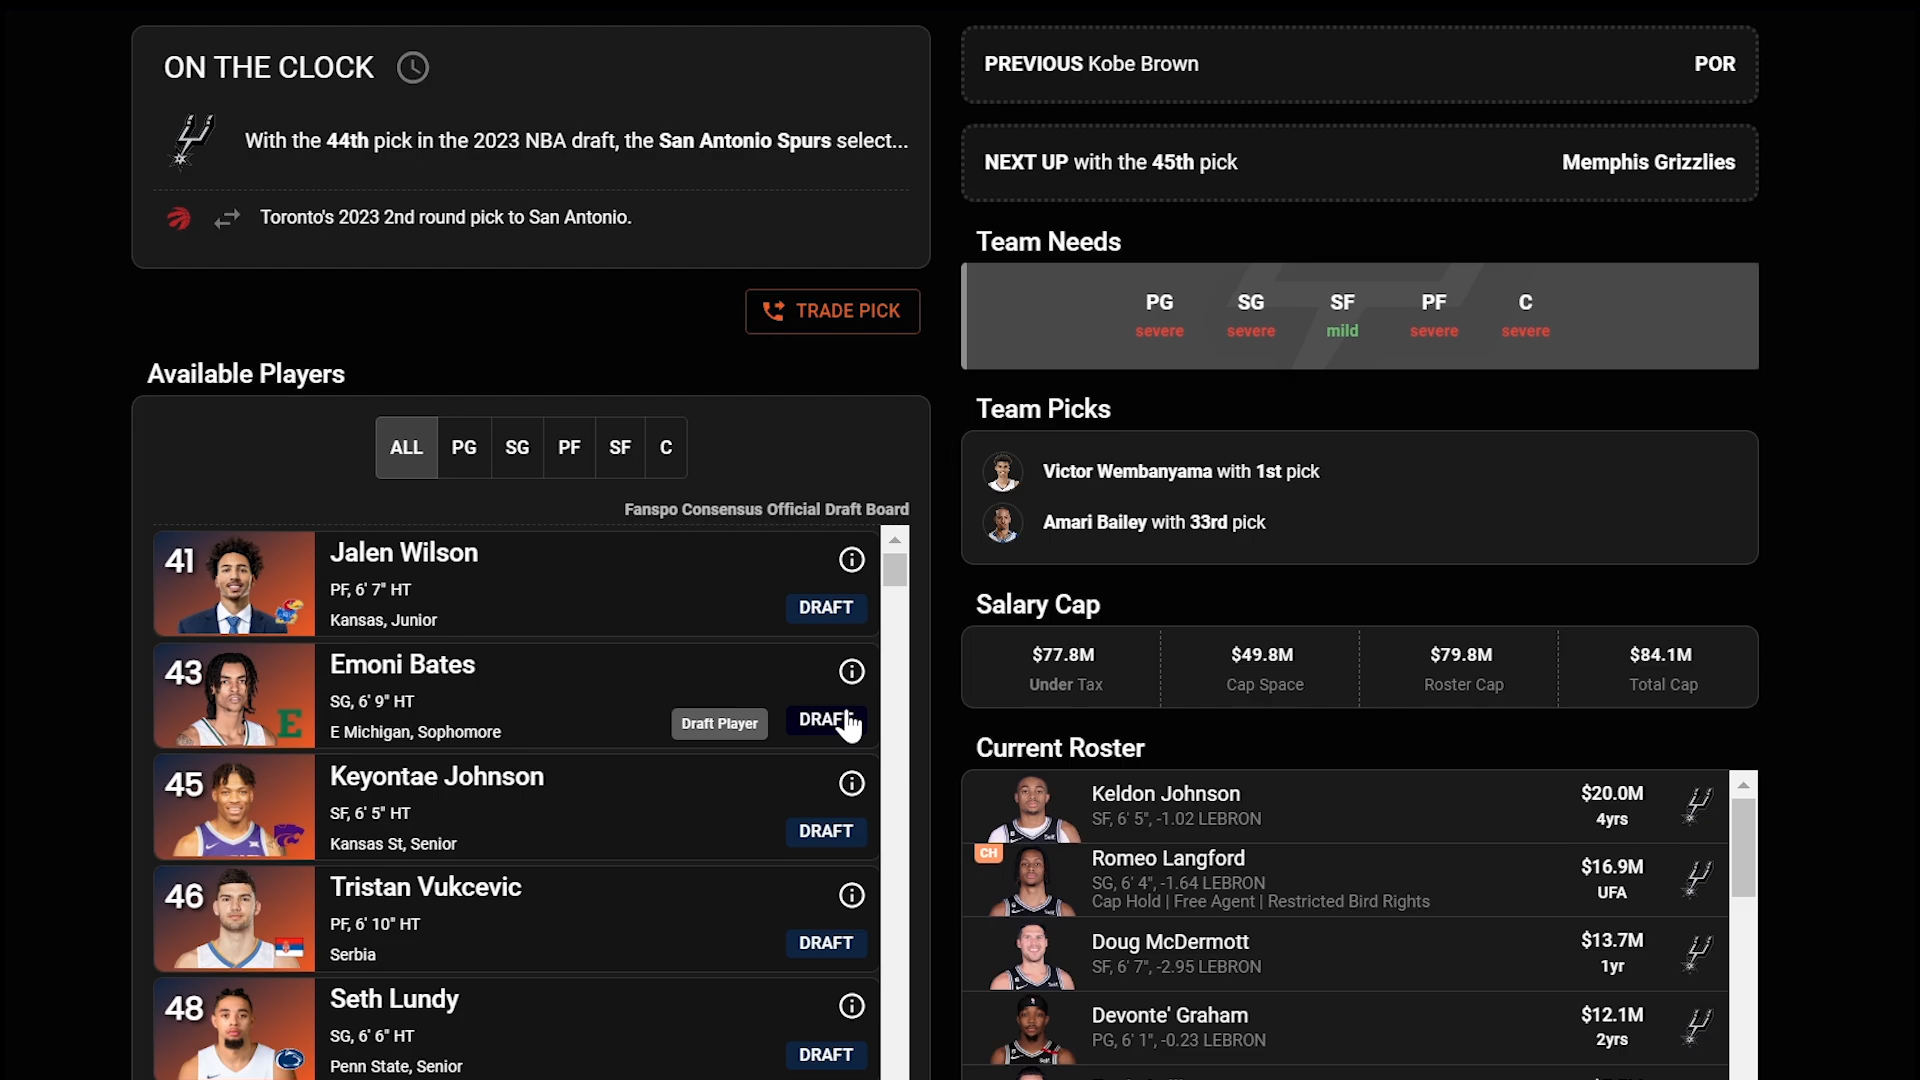 ON THE CLOCK
With the 44th pick in the 2023 NBA draft, the San Antonio Spurs select...
Toronto's 2023 2nd round pick to San Antonio.
TRADE PICK
Available Players
ALL PG SG PF SF C
Fanspo Consensus Official Draft Board
41
Jalen Wilson
PF, 6' 7" HT
Kansas, Junior
DRAFT
43
Emoni Bates
SG, 6' 9" HT
E Michigan, Sophomore
E
Draft Player
45
Keyontae Johnson
SF, 6' 5" HT
Kansas St, Senior
DRAFT
46
Tristan Vukcevic
PF, 6' 10" HT
Serbia
DRAFT
48
Seth Lundy
SG, 6' 6" HT
Penn State, Senior
DRAFT
PREVIOUS Kobe Brown POR
NEXT UP with the 45th pick Memphis Grizzlies
Team Needs
PG SG SF PF C
severe severe mild severe severe
Team Picks
Victor Wembanyama with 1st pick
Amari Bailey with 33rd pick
Salary Cap
$77.8M $49.8M $79.8M $84.1M
Under Tax Cap Space Roster Cap Total Cap
Current Roster
Keldon Johnson $20.0M
SF, 6' 5", -1.02 LEBRON 4yrs
CH
Romeo Langford $16.9M
SG, 6' 4", -1.64 LEBRON UFA
Cap Hold | Free Agent | Restricted Bird Rights
Doug McDermott $13.7M
SF, 6' 7", -2.95 LEBRON 1yr
Devonte' Graham $12.1M
PG, 6' 1", -0.23 LEBRON 2yrs